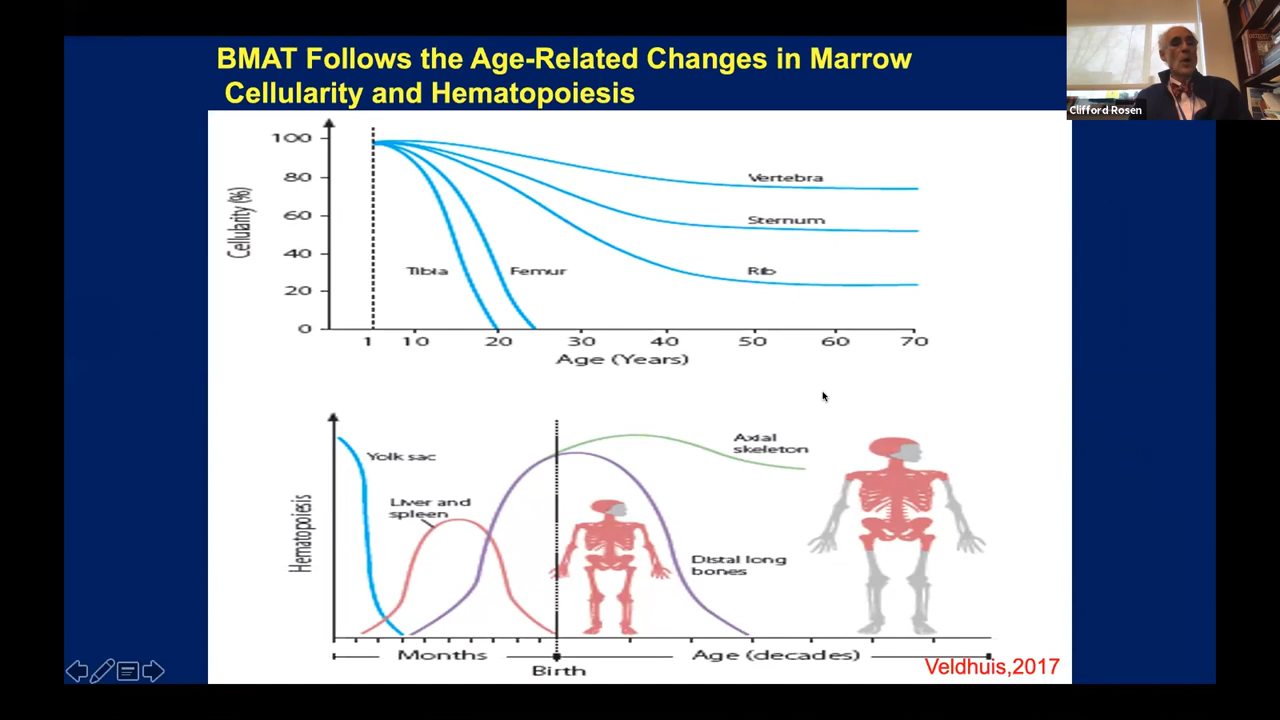 BMAT Follows the Age-Related Changes in Marrow
Cellularity and Hematopoiesis
Clifford Rosen
100
80
60
40
20
0
Cellularity (%)
Vertebra
Sternum
Rib
Tibia
Femur
1 10 20 30 40 50 60 70
Age (Years)
Hematopoiesis
Yolk sac
Liver and
spleen
Axial
skeleton
Distal long
bones
Months
Birth
Age (decades)
Veldhuis,2017